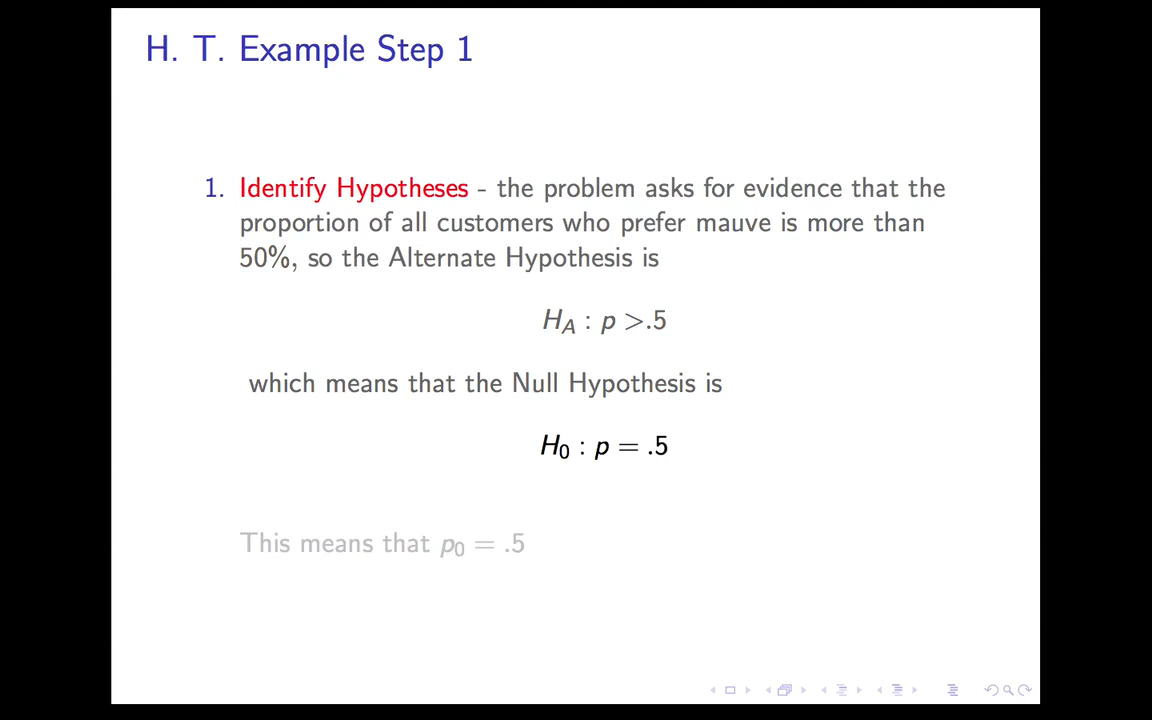 H. T. Example Step 1
1. Identify Hypotheses - the problem asks for evidence that the
proportion of all customers who prefer mauve is more than
50%, so the Alternate Hypothesis is
H_A : p >.5
which means that the Null Hypothesis is
H_0 : p = .5
This means that p_0 = .5